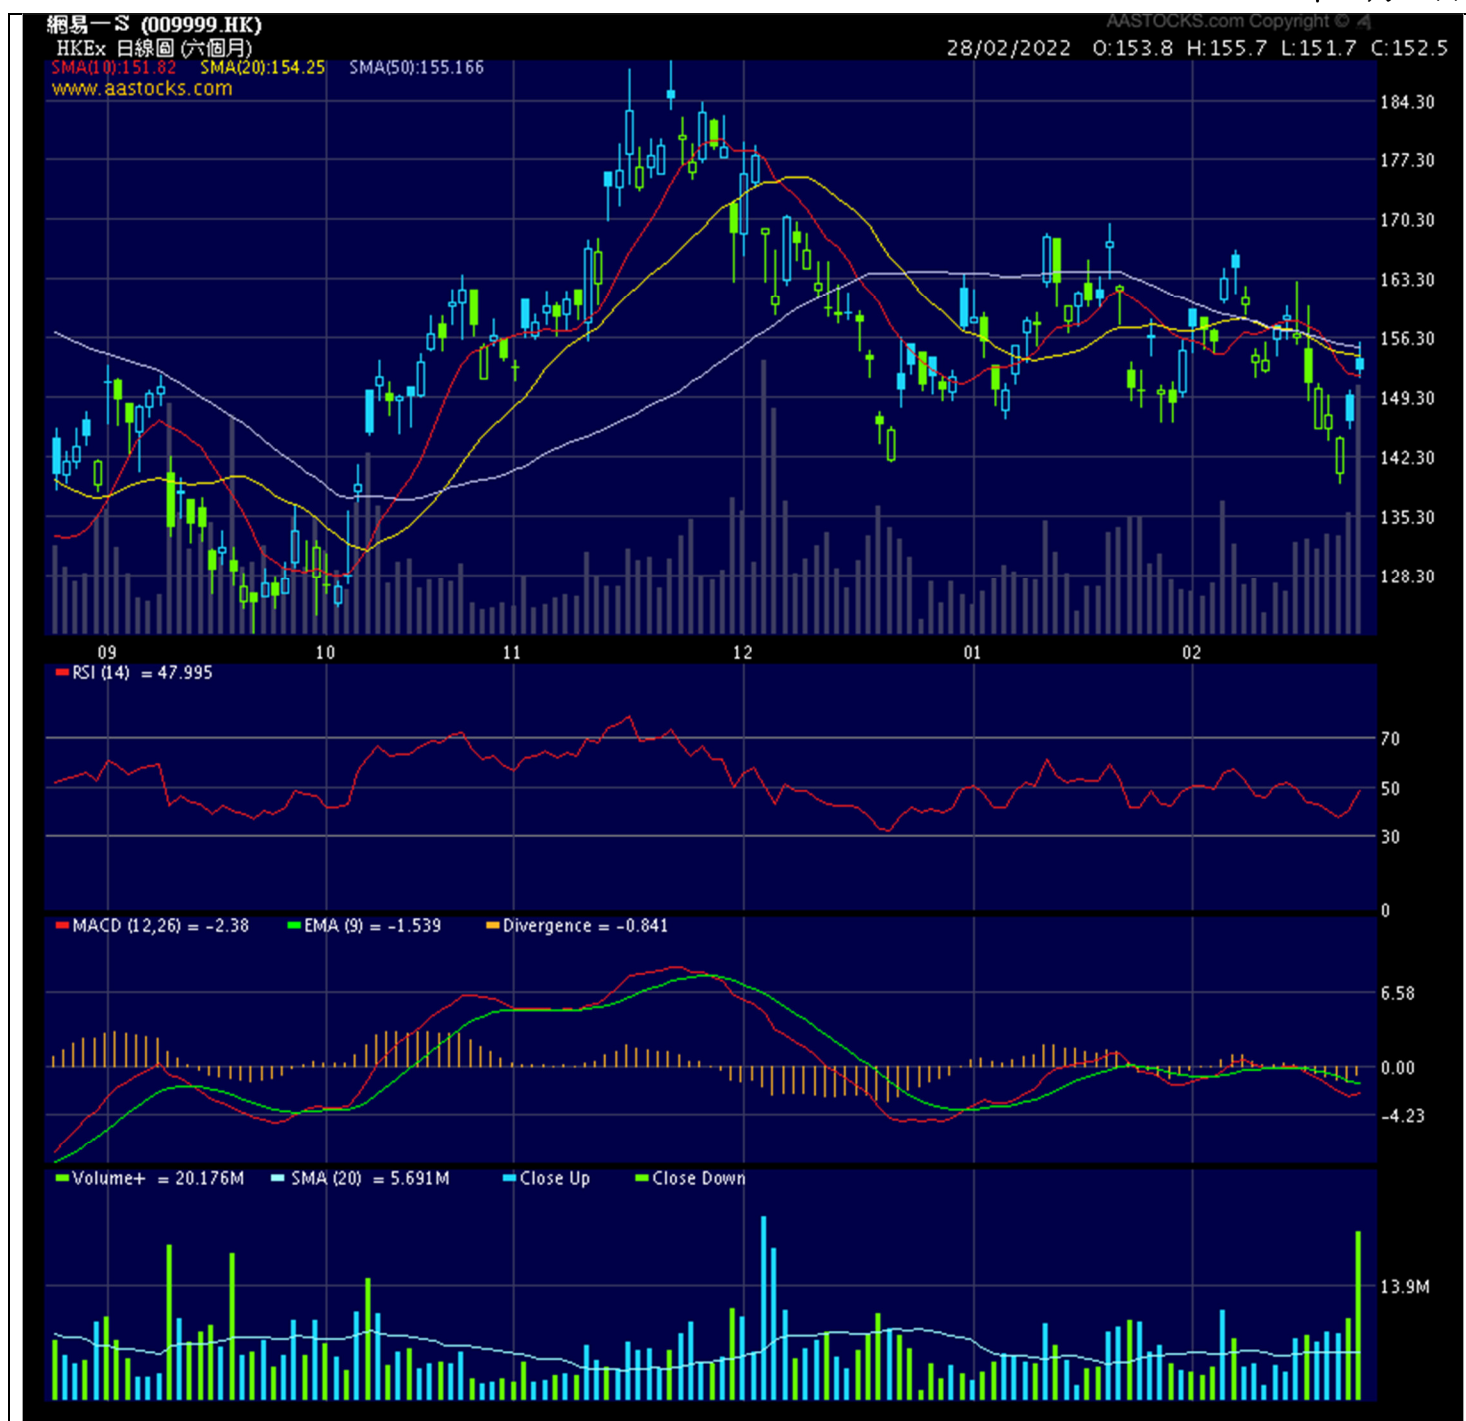 AASTOCKS.com Copyright ©
網易－Ｓ (009999.HK)
HKEx 日線圖 (六個月) 28/02/2022 O:153.8 H:155.7 L:151.7 C:152.5
SMA(10):151.82 SMA(20):154.25 SMA(50):155.166
www.aastocks.com
184.30
177.30
170.30
163.30
156.30
149.30
142.30
135.30
128.30
09 10 11 12 01 02
RSI (14) = 47.995
70
50
30
0
MACD (12,26) = -2.38 EMA (9) = -1.539 Divergence = -0.841
6.58
0.00
-4.23
Volume+ = 20.176M SMA (20) = 5.691M Close Up Close Down
13.9M